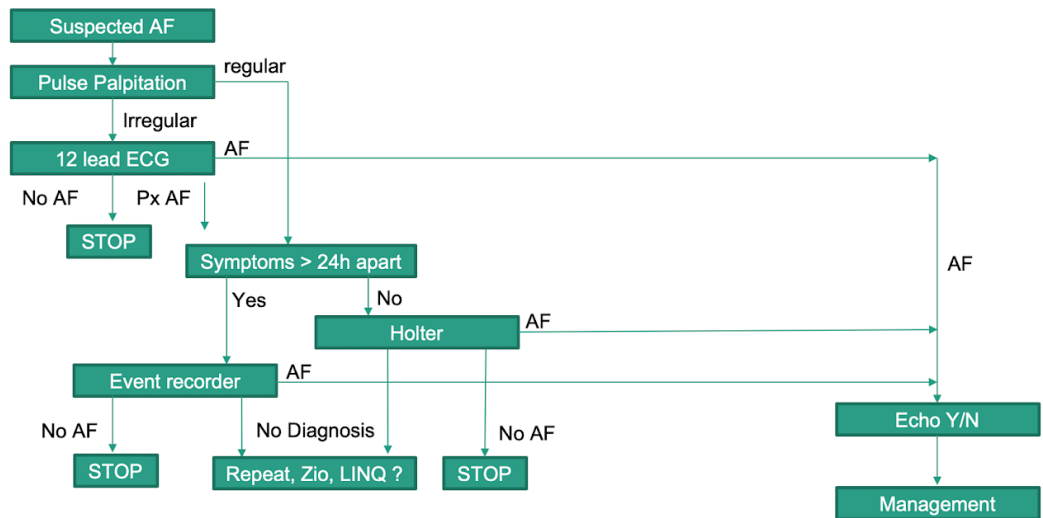 Suspected AF
regular
Pulse Palpitation
Irregular
12 lead ECG
AF
No AF
Px AF
STOP
Symptoms > 24h apart
AF
Yes
No
Holter
AF
Event recorder
AF
No AF
No Diagnosis
No AF
Echo Y/N
STOP
Repeat, Zio, LINQ ?
STOP
Management